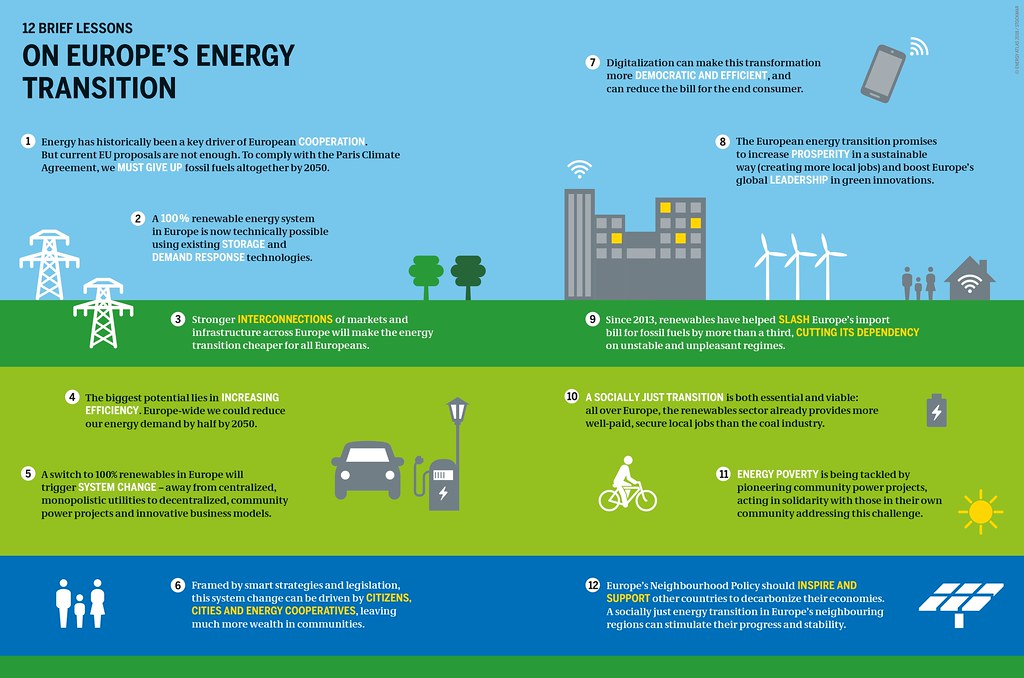 12 BRIEF LESSONS
ON EUROPE'S ENERGY
TRANSITION
1 Energy has historically been a key driver of European COOPERATION.
But current EU proposals are not enough. To comply with the Paris Climate
Agreement, we MUST GIVE UP fossil fuels altogether by 2050.
2 A 100% renewable energy system
in Europe is now technically possible
using existing STORAGE and
DEMAND RESPONSE technologies.
3 Stronger INTERCONNECTIONS of markets and
infrastructure across Europe will make the energy
transition cheaper for all Europeans.
4 The biggest potential lies in INCREASING
EFFICIENCY. Europe-wide we could reduce
our energy demand by half by 2050.
5 A switch to 100% renewables in Europe will
trigger SYSTEM CHANGE – away from centralized,
monopolistic utilities to decentralized, community
power projects and innovative business models.
6 Framed by smart strategies and legislation,
this system change can be driven by CITIZENS,
CITIES AND ENERGY COOPERATIVES, leaving
much more wealth in communities.
7 Digitalization can make this transformation
more DEMOCRATIC AND EFFICIENT, and
can reduce the bill for the end consumer.
8 The European energy transition promises
to increase PROSPERITY in a sustainable
way (creating more local jobs) and boost Europe's
global LEADERSHIP in green innovations.
9 Since 2013, renewables have helped SLASH Europe's import
bill for fossil fuels by more than a third, CUTTING ITS DEPENDENCY
on unstable and unpleasant regimes.
10 A SOCIALLY JUST TRANSITION is both essential and viable:
all over Europe, the renewables sector already provides more
well-paid, secure local jobs than the coal industry.
11 ENERGY POVERTY is being tackled by
pioneering community power projects,
acting in solidarity with those in their own
community addressing this challenge.
12 Europe's Neighbourhood Policy should INSPIRE AND
SUPPORT other countries to decarbonize their economies.
A socially just energy transition in Europe's neighbouring
regions can stimulate their progress and stability.